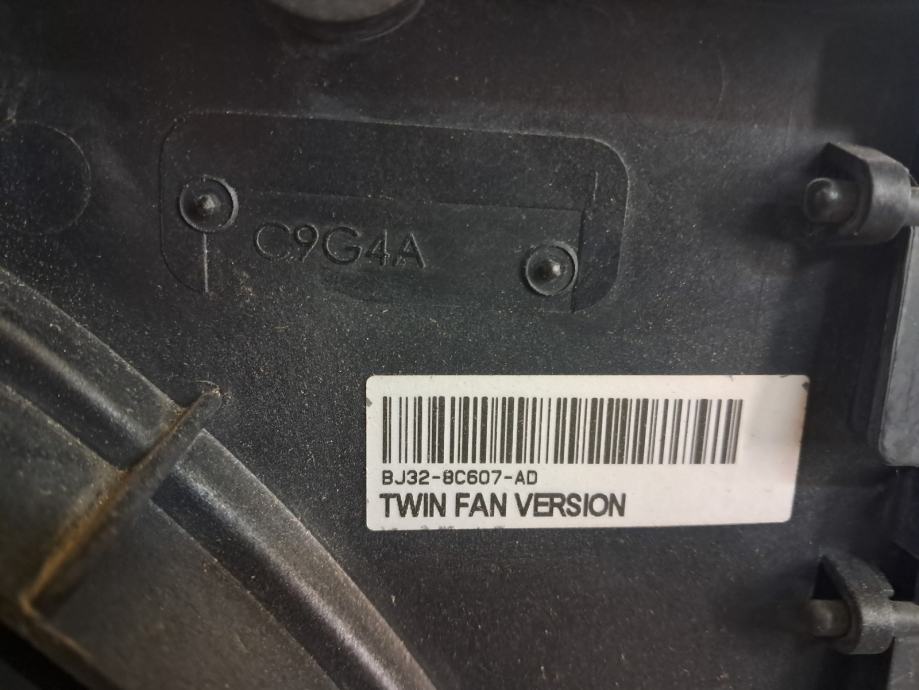 C9G4A
BJ32-8C607-AD
TWIN FAN VERSION